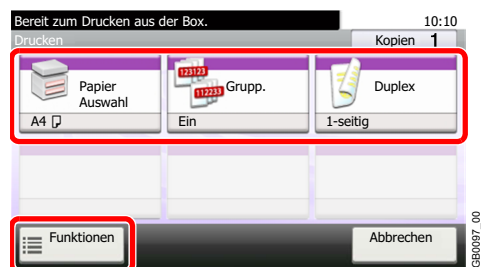 Bereit zum Drucken aus der Box.
10:10
Drucken
Kopien 1
Papier
Auswahl
A4
123123
112233
Grupp.
Ein
Duplex
1-seitig
Funktionen
Abbrechen
GB0097_00